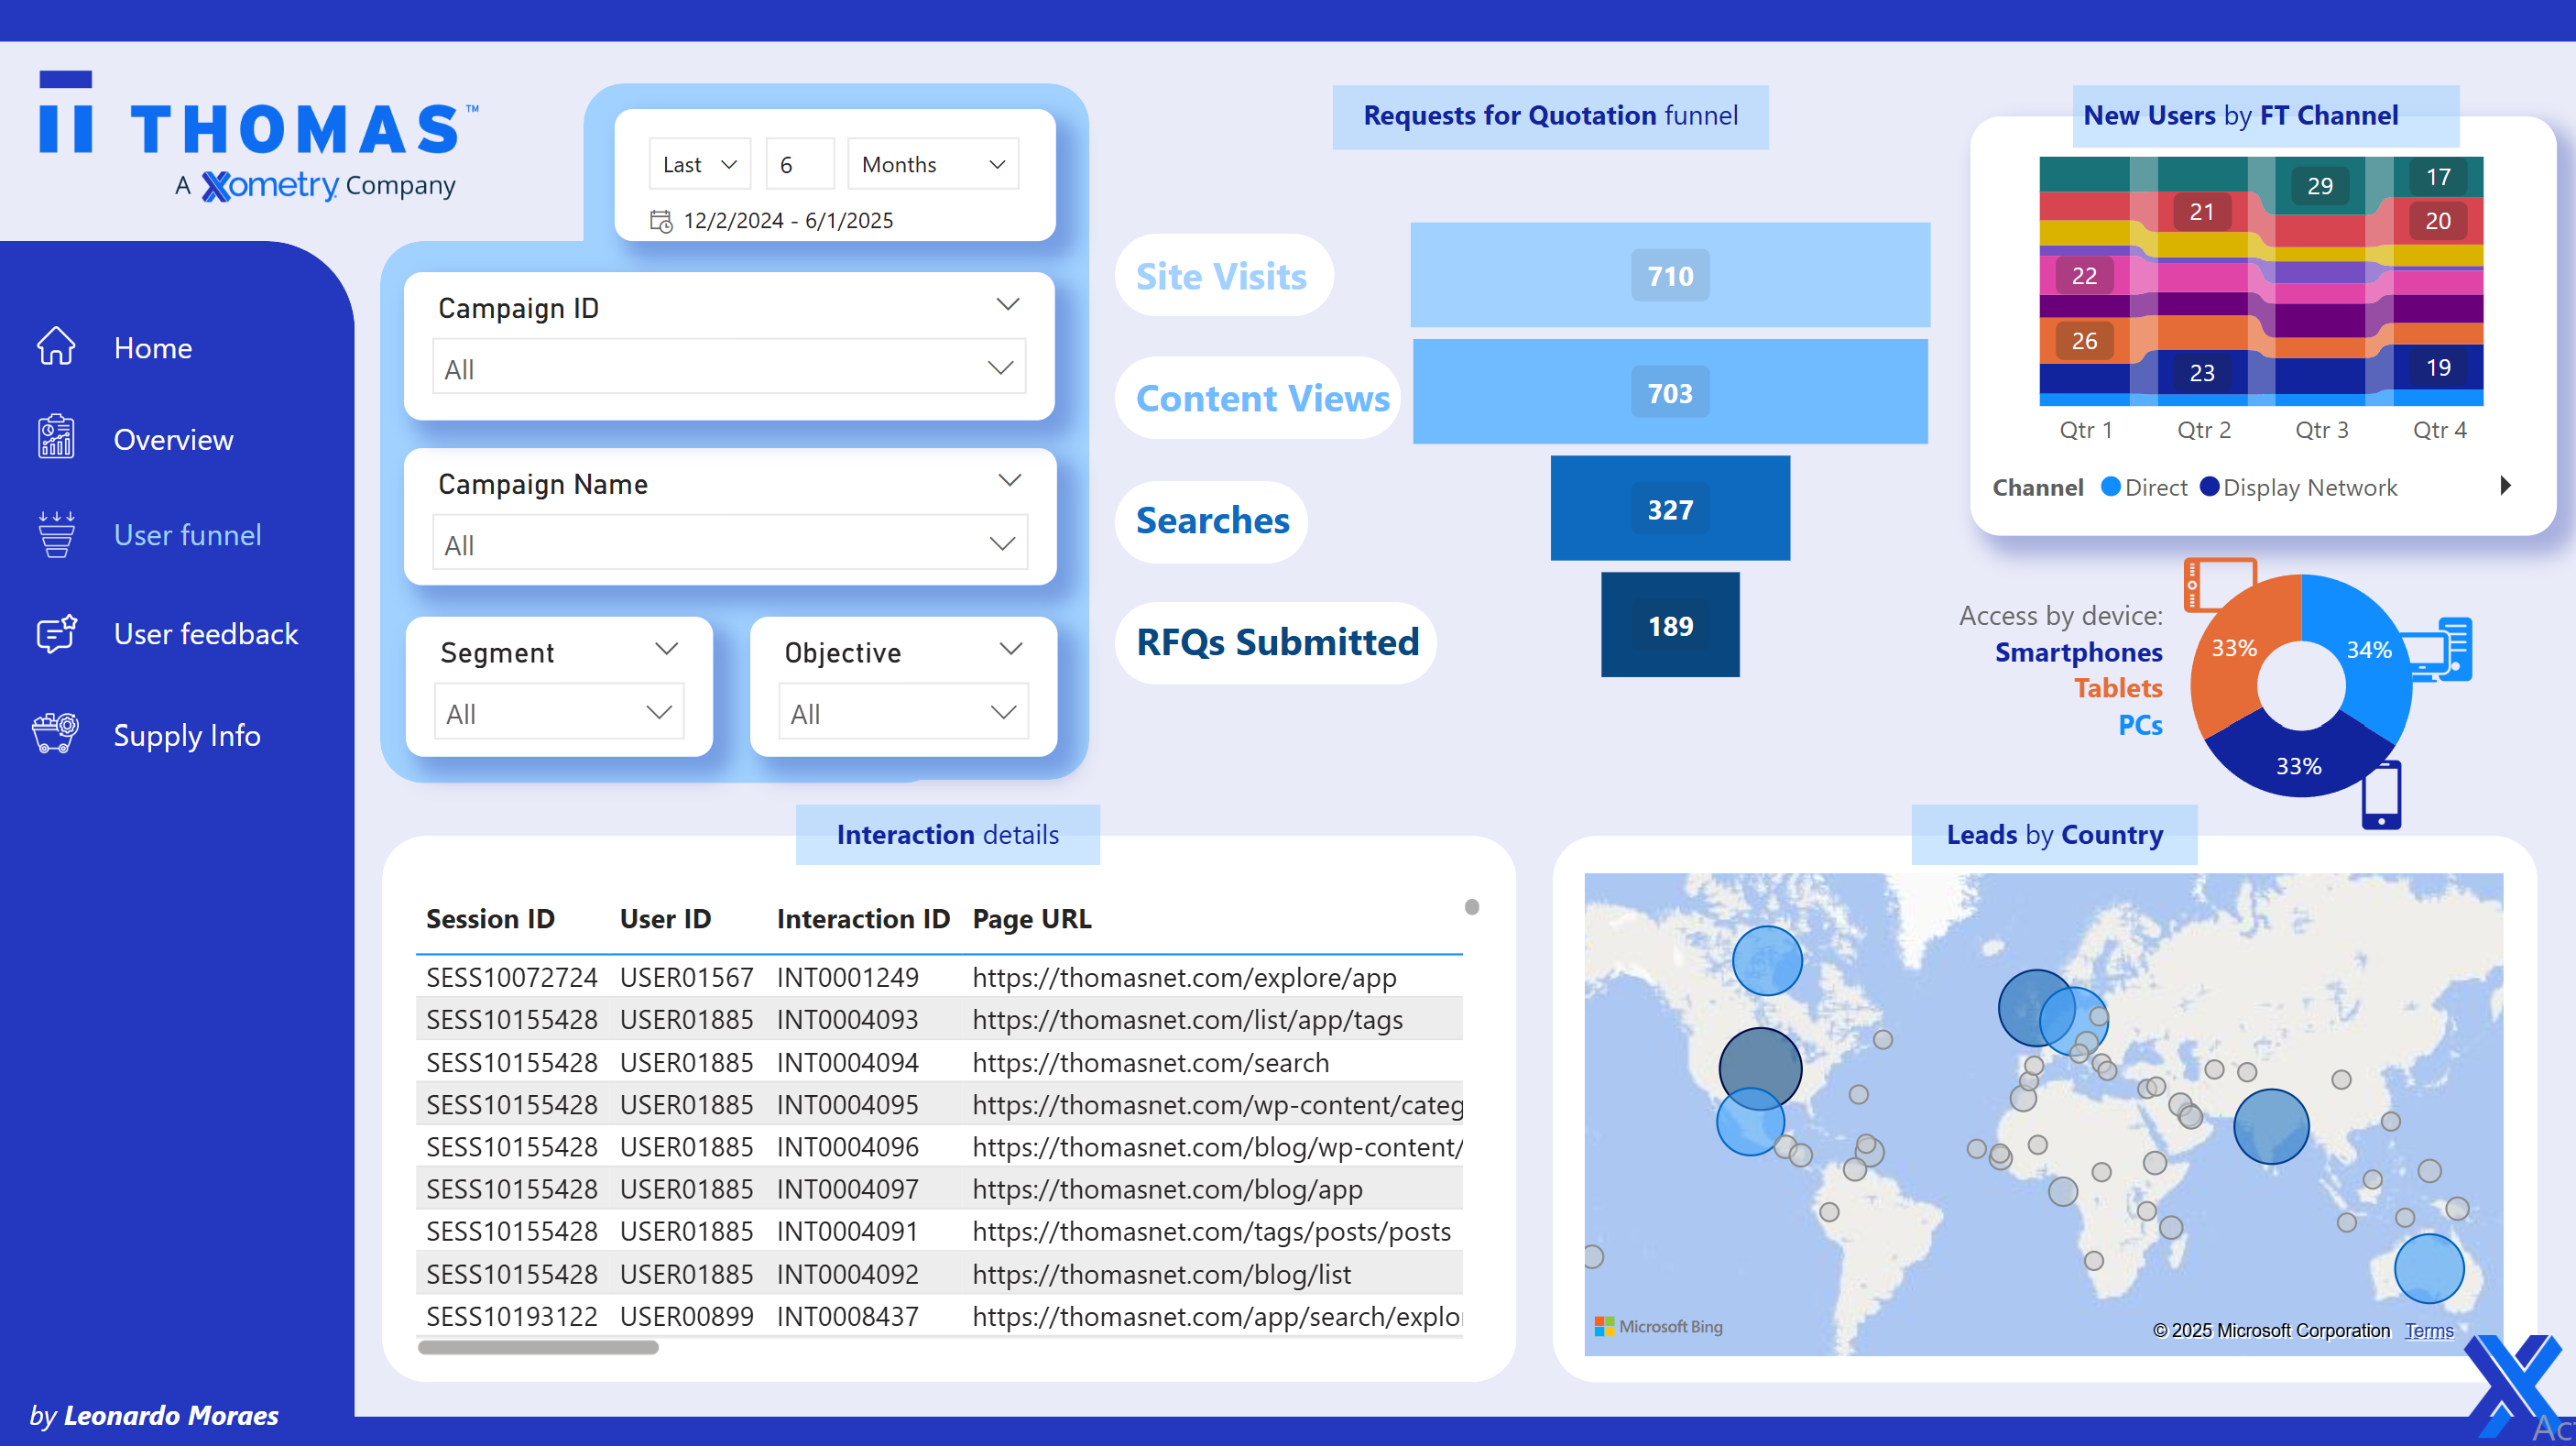 THOMAS™
A Xometry Company
Home
Overview
User funnel
User feedback
Supply Info
by Leonardo Moraes
Last
6
Months
12/2/2024 - 6/1/2025
Campaign ID
All
Campaign Name
All
Segment
All
Objective
All
Requests for Quotation funnel
Site Visits
710
Content Views
703
Searches
327
RFQs Submitted
189
New Users by FT Channel
29
17
21
20
22
26
23
19
Qtr 1 Qtr 2 Qtr 3 Qtr 4
Channel Direct Display Network
Access by device:
Smartphones
Tablets
PCs
33%
34%
33%
Interaction details
Session ID User ID Interaction ID Page URL
SESS10072724 USER01567 INT0001249 https://thomasnet.com/explore/app
SESS10155428 USER01885 INT0004093 https://thomasnet.com/list/app/tags
SESS10155428 USER01885 INT0004094 https://thomasnet.com/search
SESS10155428 USER01885 INT0004095 https://thomasnet.com/wp-content/categ
SESS10155428 USER01885 INT0004096 https://thomasnet.com/blog/wp-content/
SESS10155428 USER01885 INT0004097 https://thomasnet.com/blog/app
SESS10155428 USER01885 INT0004091 https://thomasnet.com/tags/posts/posts
SESS10155428 USER01885 INT0004092 https://thomasnet.com/blog/list
SESS10193122 USER00899 INT0008437 https://thomasnet.com/app/search/explo
Leads by Country
Microsoft Bing
© 2025 Microsoft Corporation Terms